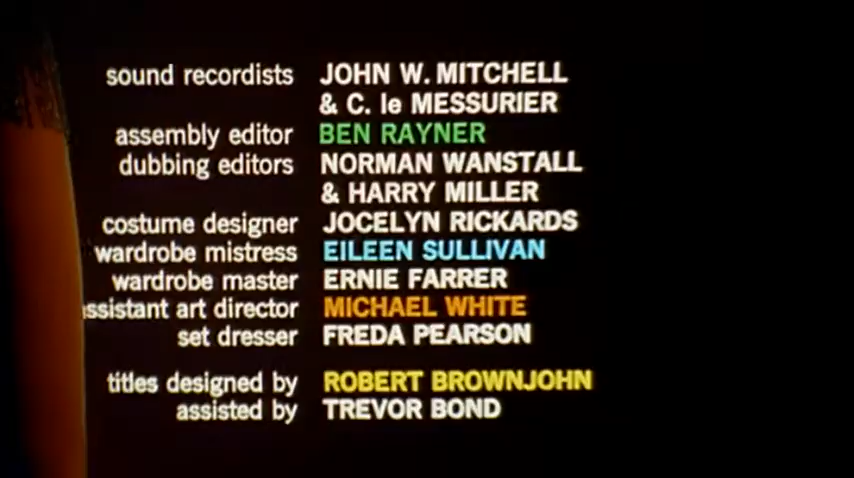 sound recordists JOHN W. MITCHELL
& C. le MESSURIER
assembly editor BEN RAYNER
dubbing editors NORMAN WANSTALL
& HARRY MILLER
costume designer JOCELYN RICKARDS
wardrobe mistress EILEEN SULLIVAN
wardrobe master ERNIE FARRER
ssistant art director MICHAEL WHITE
set dresser FREDA PEARSON
titles designed by ROBERT BROWNJOHN
assisted by TREVOR BOND